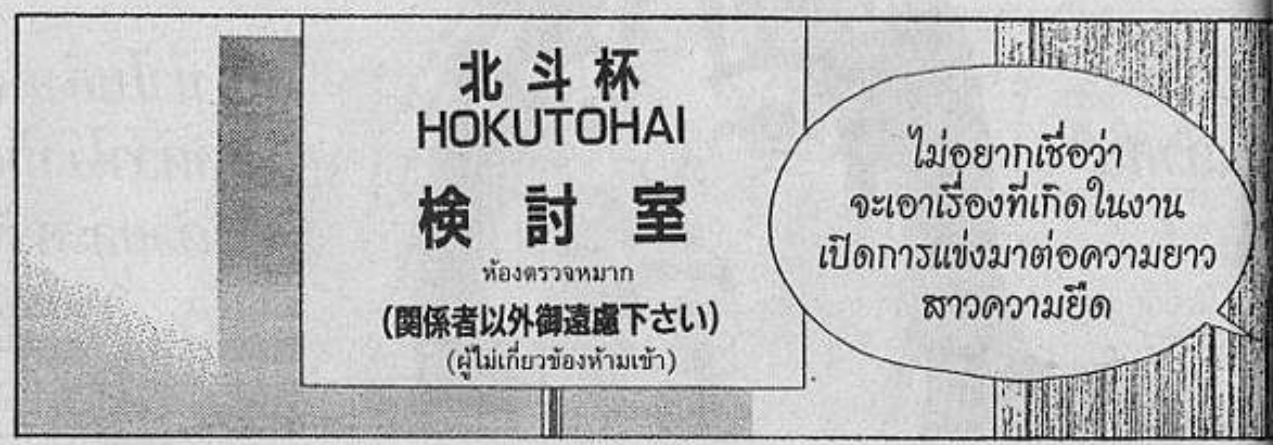 北斗杯
HOKUTOHAI
検討室
ห้องตรวจหมาก
(関係者以外御遠慮下さい)
(ผู้ไม่เกี่ยวข้องห้ามเข้า)
ไม่อยากเชื่อว่า
จะเอาเรื่องที่เกิดในงาน
เปิดการแข่งมาต่อความยาว
สาวความยืด